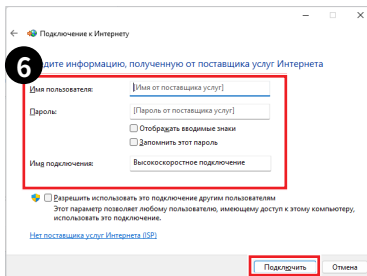 Подключение к Интернету
6
дите информацию, полученную от поставщика услуг Интернета
Имя пользователя: [Имя от поставщика услуг]
Пароль: [Пароль от поставщика услуг]
Отображать вводимые знаки
Запомнить этот пароль
Имя подключения: Высокоскоростное подключение
Разрешить использовать это подключение другим пользователям
Этот параметр позволяет любому пользователю, имеющему доступ к этому компьютеру,
использовать это подключение.
Нет поставщика услуг Интернета (ISP)
Подключить Отмена